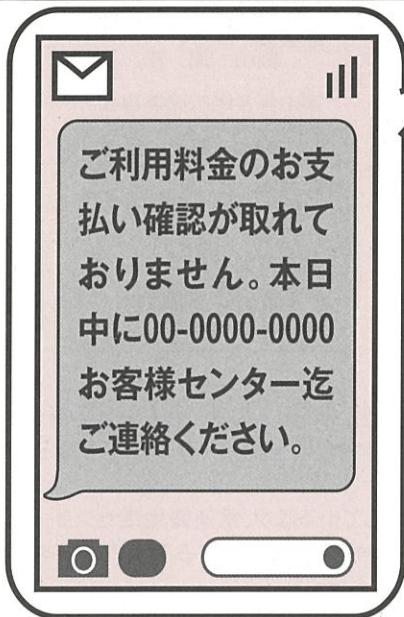 ご利用料金のお支
払い確認が取れて
おりません。本日
中に00-0000-0000
お客様センター迄
ご連絡ください。